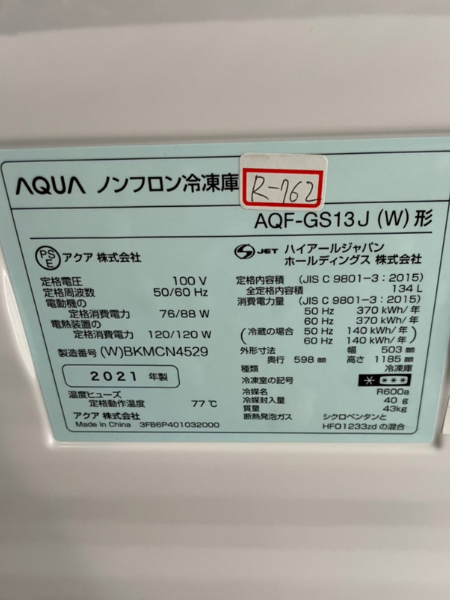 AQUA ノンフロン冷凍庫
R-762
AQF-GS13J (W) 形
PS E アクア 株式会社
定格電圧 100 V
定格周波数 50/60 Hz
電動機の
定格消費電力 76/88 W
電熱装置の
定格消費電力 120/120 W
製造番号 (W)BKMCN4529
2021 年製
温度ヒューズ
定格動作温度 77℃
アクア 株式会社
Made in China 3FB6P401032000
JET ハイアールジャパン
ホールディングス 株式会社
定格内容積 (JIS C 9801-3:2015)
全定格内容積 134 L
消費電力量 (JIS C 9801-3:2015)
50 Hz 370 kWh/年
60 Hz 370 kWh/年
(冷蔵の場合 50 Hz 140 kWh/年)
60 Hz 140 kWh/年
外形寸法 幅 503 mm
奥行 598 mm 高さ 1185 mm
種類 冷凍庫
冷凍室の記号 * ***
冷媒名 R600a
冷媒封入量 40 g
質量 43kg
断熱発泡ガス シクロペンタンと
HFO1233zd の混合